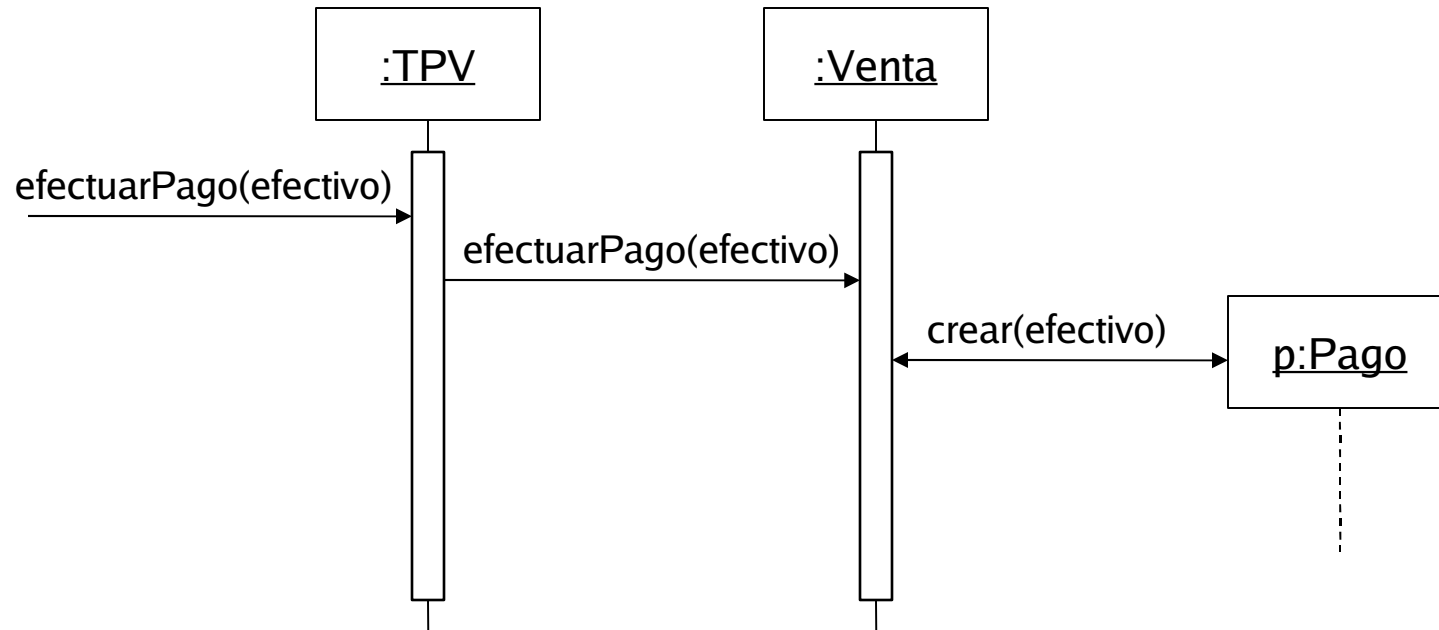 :TPV
:Venta
efectuarPago(efectivo)
efectuarPago(efectivo)
crear(efectivo)
p:Pago